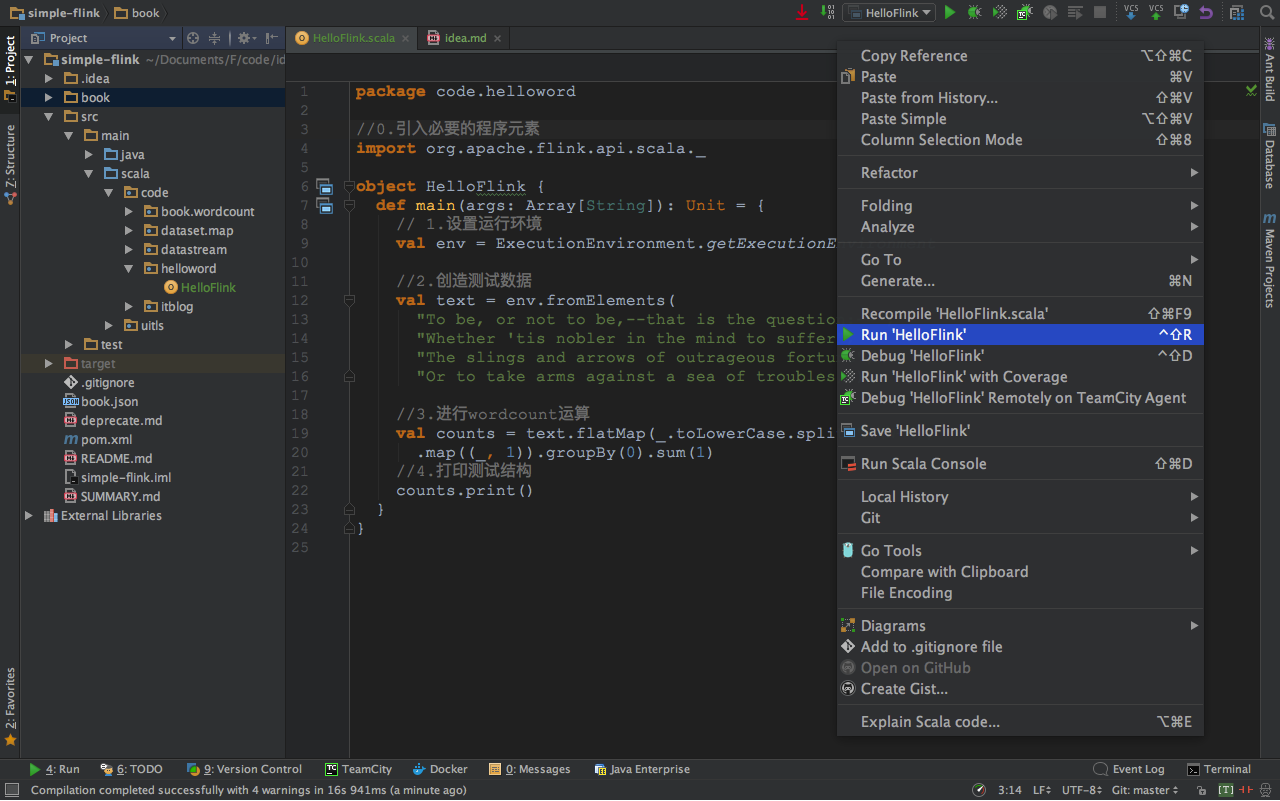 simple-flink
book
HelloFlink
VCS
VCS
Project
HelloFlink.scala
idea.md
1: Project
Z: Structure
2: Favorites
simple-flink ~/Documents/F/code/id
.idea
book
src
main
java
scala
code
book.wordcount
dataset.map
datastream
helloword
HelloFlink
itblog
uitls
test
target
.gitignore
book.json
deprecate.md
pom.xml
README.md
simple-flink.iml
SUMMARY.md
External Libraries
1 package code.helloword
2
3 //0.引入必要的程序元素
4 import org.apache.flink.api.scala._
5
6 object HelloFlink {
7 def main(args: Array[String]): Unit = {
8 // 1.设置运行环境
9 val env = ExecutionEnvironment.getExecutionE
10
11 //2.创造测试数据
12 val text = env.fromElements(
13 "To be, or not to be,--that is the questio
14 "Whether 'tis nobler in the mind to suffer
15 "The slings and arrows of outrageous fortu
16 "Or to take arms against a sea of troubles
17
18 //3.进行wordcount运算
19 val counts = text.flatMap(_.toLowerCase.spli
20 .map((_, 1)).groupBy(0).sum(1)
21 //4.打印测试结构
22 counts.print()
23 }
24 }
25
Copy Reference ⌥⇧⌘C
Paste ⌘V
Paste from History... ⇧⌘V
Paste Simple ⌥⇧⌘V
Column Selection Mode ⇧⌘8
Refactor
Folding
Analyze
Go To
Generate... ⌘N
Recompile 'HelloFlink.scala' ⇧⌘F9
Run 'HelloFlink' ^⇧R
Debug 'HelloFlink' ^⇧D
Run 'HelloFlink' with Coverage
Debug 'HelloFlink' Remotely on TeamCity Agent
Save 'HelloFlink'
Run Scala Console ⇧⌘D
Local History
Git
Go Tools
Compare with Clipboard
File Encoding
Diagrams
Add to .gitignore file
Open on GitHub
Create Gist...
Explain Scala code... ⌥⌘E
Ant Build
Database
Maven Projects
4: Run
6: TODO
9: Version Control
TeamCity
Docker
0: Messages
Java Enterprise
Event Log
Terminal
Compilation completed successfully with 4 warnings in 16s 941ms (a minute ago)
3:14 LF UTF-8 Git: master [T]